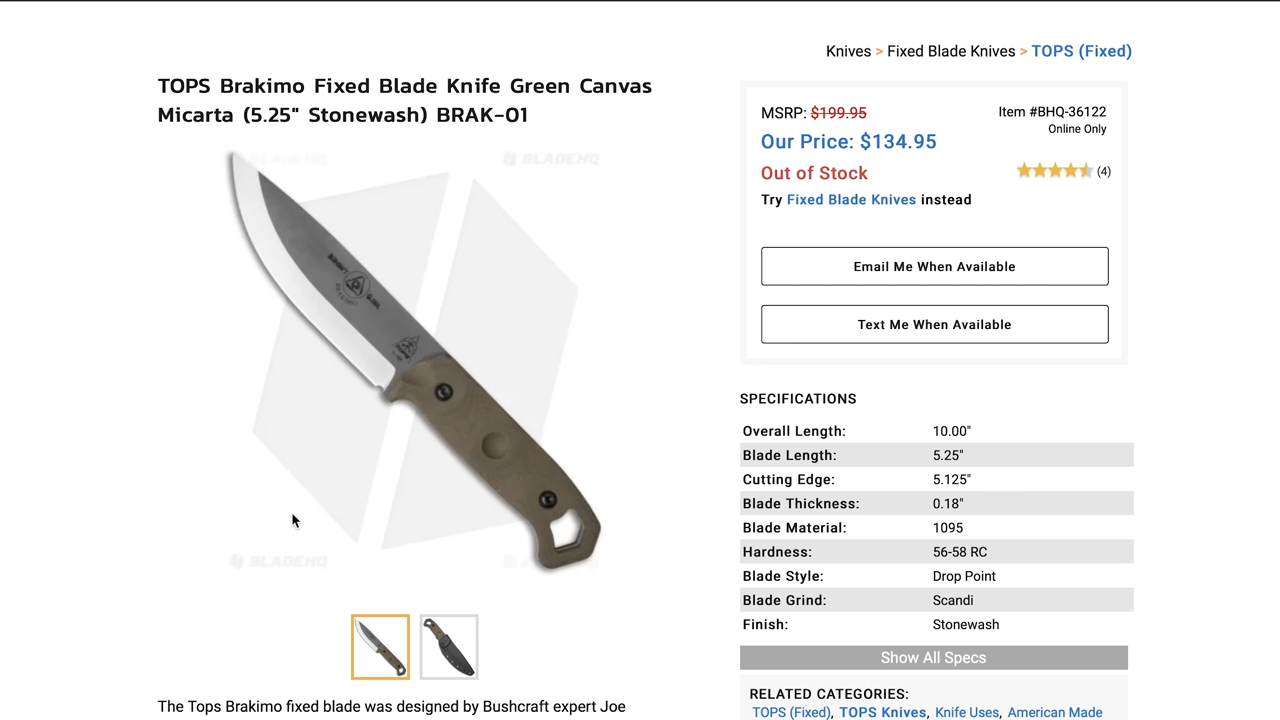 Knives > Fixed Blade Knives > TOPS (Fixed)
TOPS Brakimo Fixed Blade Knife Green Canvas
Micarta (5.25" Stonewash) BRAK-01
BLADEHQ
BLADEHQ
BLADEHQ
MSRP: $199.95
Item #BHQ-36122
Online Only
Our Price: $134.95
Out of Stock
(4)
Try Fixed Blade Knives instead
Email Me When Available
Text Me When Available
SPECIFICATIONS
Overall Length: 10.00"
Blade Length: 5.25"
Cutting Edge: 5.125"
Blade Thickness: 0.18"
Blade Material: 1095
Hardness: 56-58 RC
Blade Style: Drop Point
Blade Grind: Scandi
Finish: Stonewash
Show All Specs
RELATED CATEGORIES:
TOPS (Fixed), TOPS Knives, Knife Uses, American Made
The Tops Brakimo fixed blade was designed by Bushcraft expert Joe